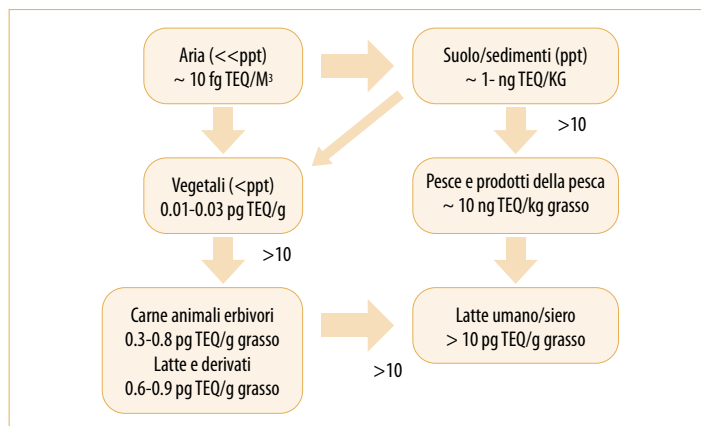 Aria (<<ppt)
~ 10 fg TEQ/M³
Suolo/sedimenti (ppt)
~ 1- ng TEQ/KG
>10
Vegetali (<ppt)
0.01-0.03 pg TEQ/g
Pesce e prodotti della pesca
~ 10 ng TEQ/kg grasso
>10
Carne animali erbivori
0.3-0.8 pg TEQ/g grasso
Latte e derivati
0.6-0.9 pg TEQ/g grasso
Latte umano/siero
> 10 pg TEQ/g grasso
>10